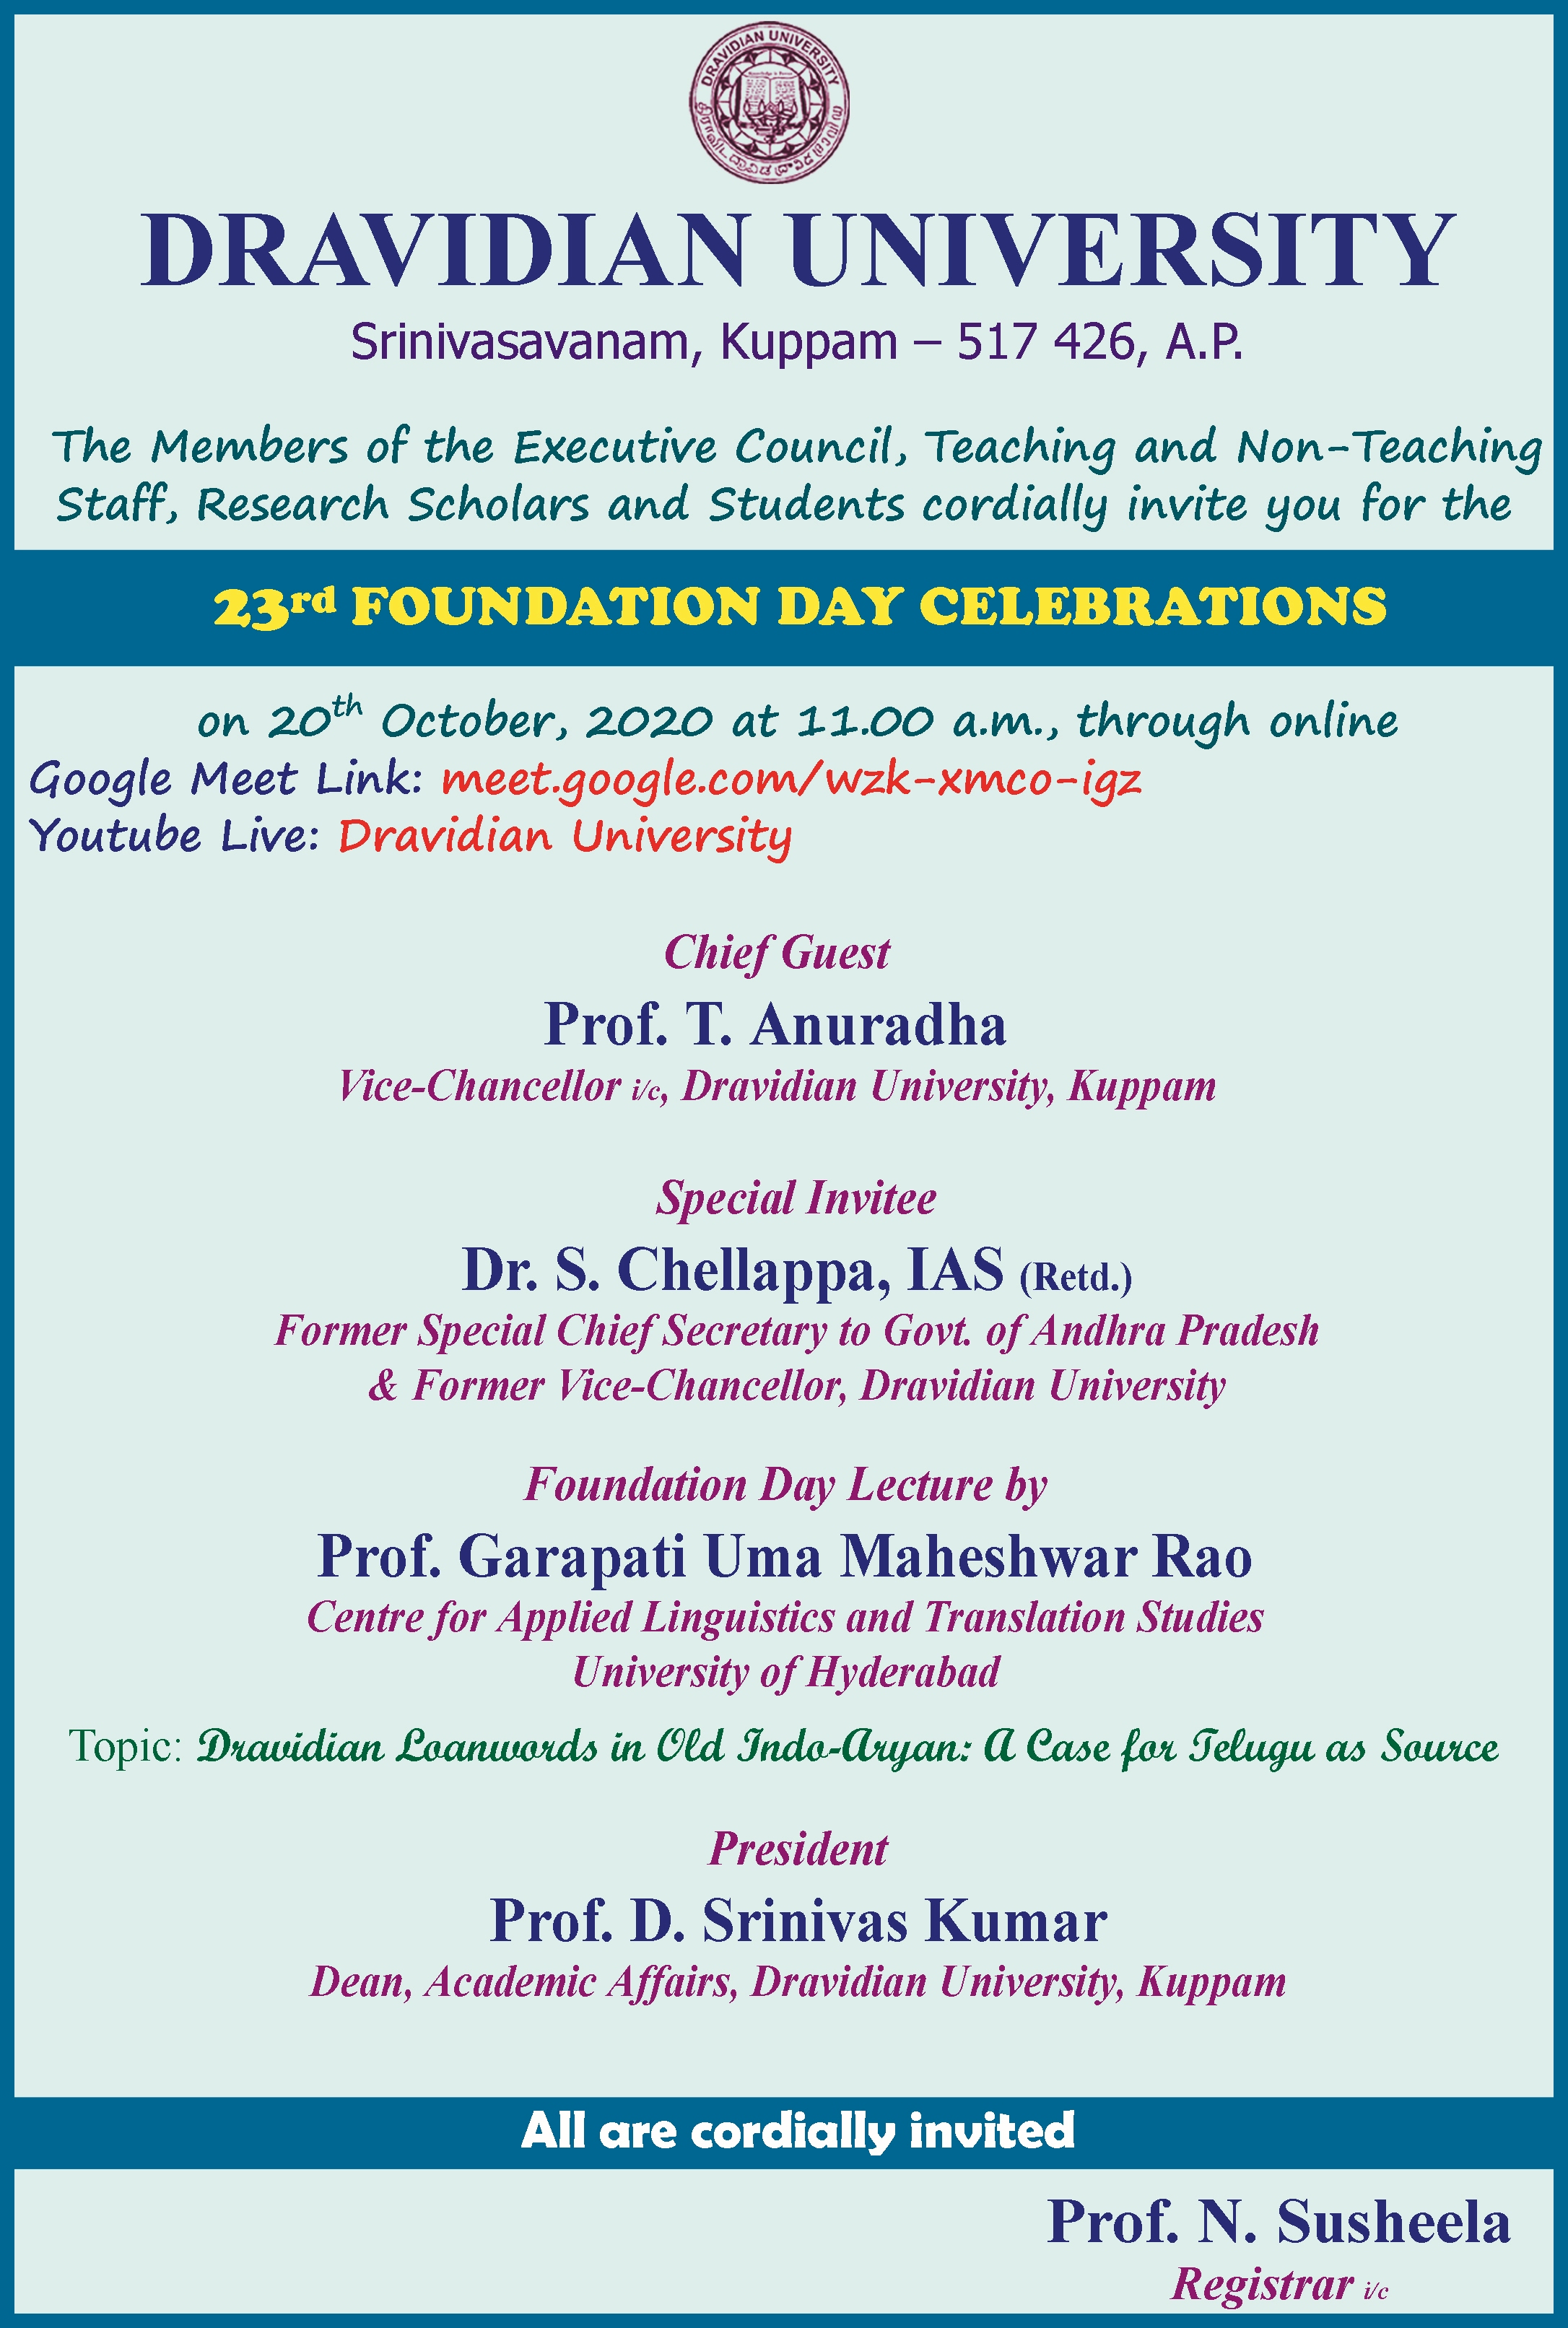 DRAVIDIAN UNIVERSITY
Knowledge is Power
திராவிட ద్రావిడ ದ್ರಾವಿಡ ദ്രാവിഡ
DRAVIDIAN UNIVERSITY
Srinivasavanam, Kuppam – 517 426, A.P.
The Members of the Executive Council, Teaching and Non-Teaching
Staff, Research Scholars and Students cordially invite you for the
23rd FOUNDATION DAY CELEBRATIONS
on 20th October, 2020 at 11.00 a.m., through online
Google Meet Link: meet.google.com/wzk-xmco-igz
Youtube Live: Dravidian University
Chief Guest
Prof. T. Anuradha
Vice-Chancellor i/c, Dravidian University, Kuppam
Special Invitee
Dr. S. Chellappa, IAS (Retd.)
Former Special Chief Secretary to Govt. of Andhra Pradesh
& Former Vice-Chancellor, Dravidian University
Foundation Day Lecture by
Prof. Garapati Uma Maheshwar Rao
Centre for Applied Linguistics and Translation Studies
University of Hyderabad
Topic: Dravidian Loanwords in Old Indo-Aryan: A Case for Telugu as Source
President
Prof. D. Srinivas Kumar
Dean, Academic Affairs, Dravidian University, Kuppam
All are cordially invited
Prof. N. Susheela
Registrar i/c